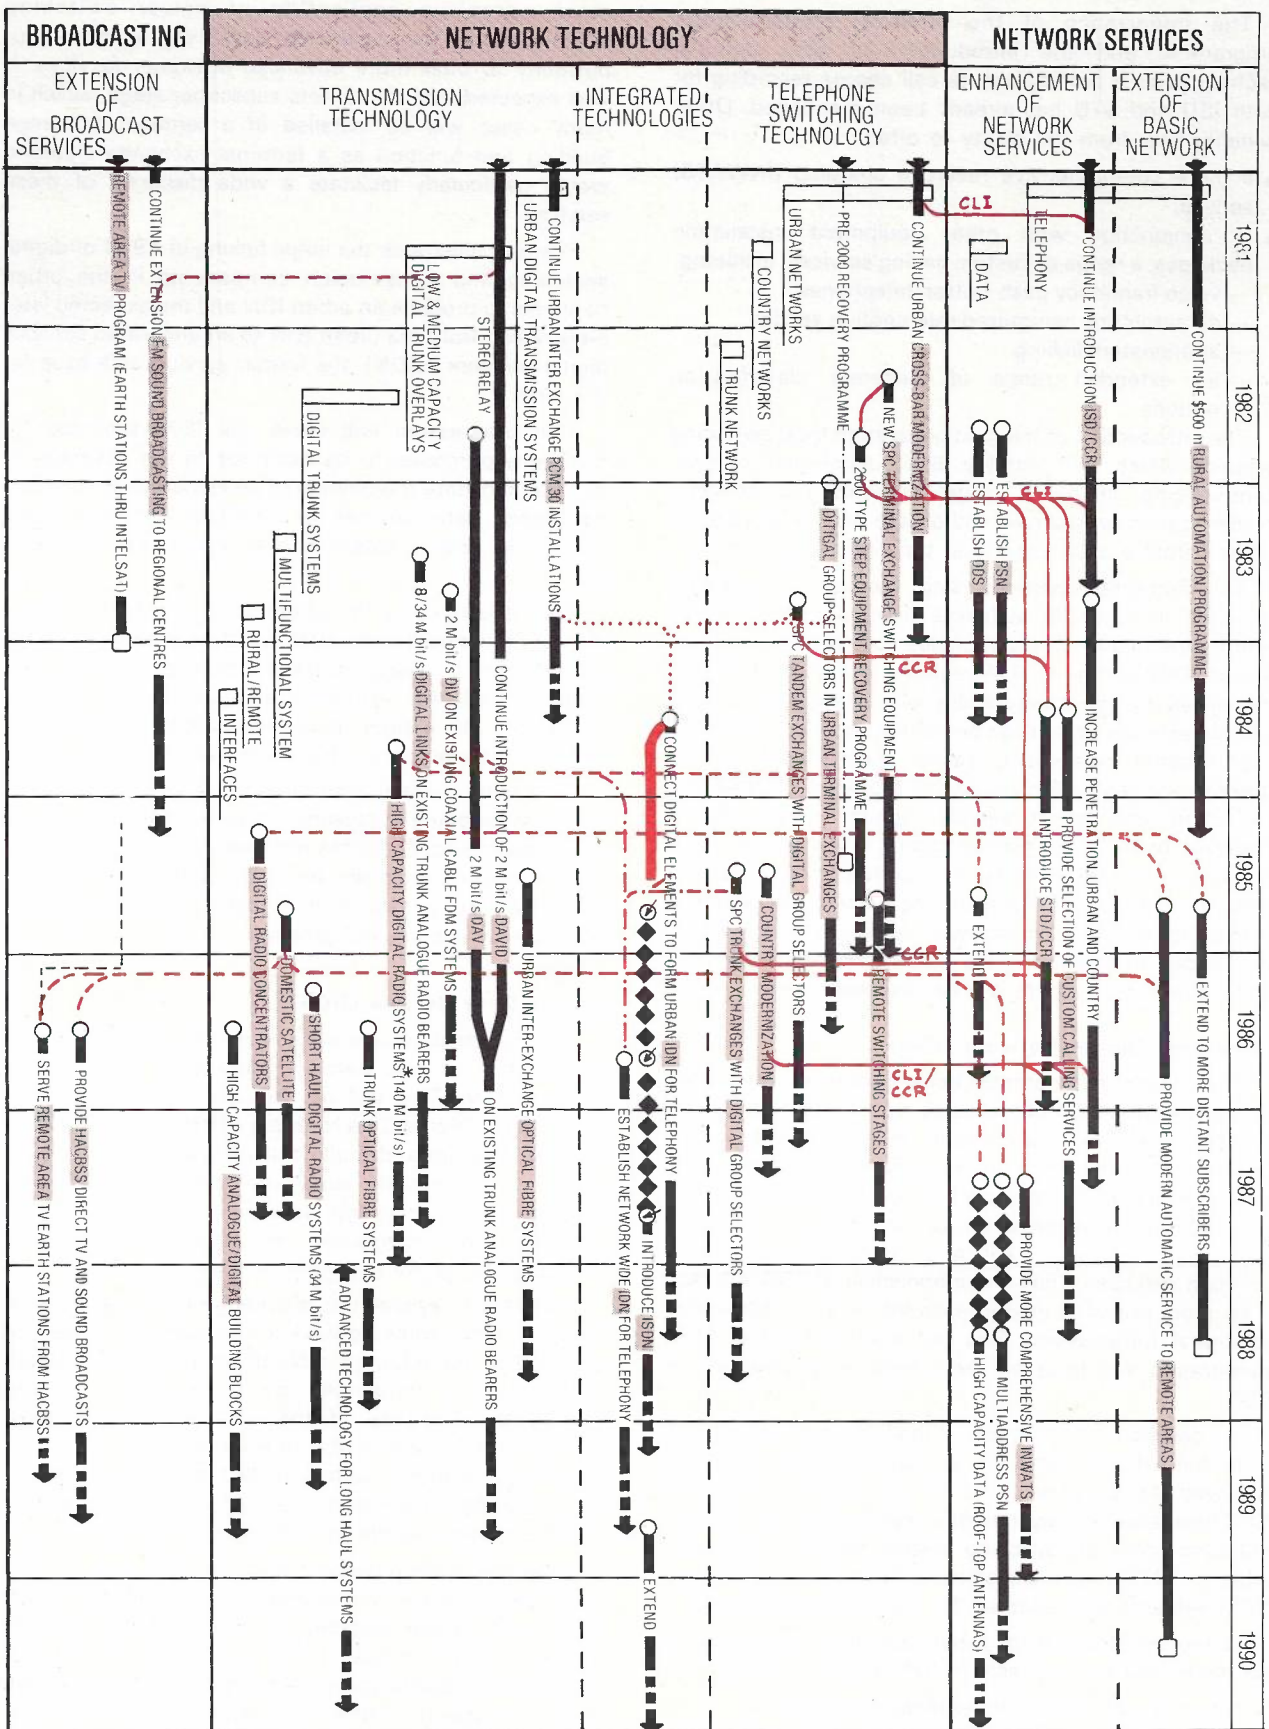 BROADCASTING
NETWORK TECHNOLOGY
NETWORK SERVICES
EXTENSION
OF
BROADCAST
SERVICES
TRANSMISSION
TECHNOLOGY
INTEGRATED
TECHNOLOGIES
TELEPHONE
SWITCHING
TECHNOLOGY
ENHANCEMENT
OF
NETWORK
SERVICES
EXTENSION
OF
BASIC
NETWORK
1981
1982
1983
1984
1985
1986
1987
1988
1989
1990
CONTINUE $500 m RURAL AUTOMATION PROGRAMME
EXTEND TO MORE DISTANT SUBSCRIBERS
PROVIDE MODERN AUTOMATIC SERVICE TO REMOTE AREAS
TELEPHONY
CONTINUE INTRODUCTION ISD/CCR
INCREASE PENETRATION, URBAN AND COUNTRY
PROVIDE SELECTION OF CUSTOM CALLING SERVICES
INTRODUCE STD/CCR
PROVIDE MORE COMPREHENSIVE INWATS
DATA
ESTABLISH PSN
MULTIADDRESS PSN
ESTABLISH DDS
EXTEND
HIGH CAPACITY DATA (ROOF-TOP ANTENNAS)
CLI
CLI
CCR
CCR
CLI/
CCR
URBAN NETWORKS
CONTINUE URBAN CROSS-BAR MODERNIZATION
NEW SPC TERMINAL EXCHANGE SWITCHING EQUIPMENT
REMOTE SWITCHING STAGES
2000 TYPE STEP EQUIPMENT RECOVERY PROGRAMME
PRE 2000 RECOVERY PROGRAMME
DITIGAL GROUP SELECTORS IN URBAN TERMINAL EXCHANGES
SPC TANDEM EXCHANGES WITH DIGITAL GROUP SELECTORS
COUNTRY NETWORKS
COUNTRY MODERNIZATION
TRUNK NETWORK
SPC TRUNK EXCHANGES WITH DIGITAL GROUP SELECTORS
CONNECT DIGITAL ELEMENTS TO FORM URBAN IDN FOR TELEPHONY
INTRODUCE ISDN
EXTEND
ESTABLISH NETWORK WIDE IDN FOR TELEPHONY
URBAN DIGITAL TRANSMISSION SYSTEMS
CONTINUE URBAN INTER EXCHANGE PCM 30 INSTALLATIONS
URBAN INTER-EXCHANGE OPTICAL FIBRE SYSTEMS
STEREO RELAY
CONTINUE INTRODUCTION OF 2 M bit/s DAVID
2 M bit/s DAV
ON EXISTING TRUNK ANALOGUE RADIO BEARERS
LOW & MEDIUM CAPACITY
DIGITAL TRUNK OVERLAYS
2 M bit/s DIV ON EXISTING COAXIAL CABLE FDM SYSTEMS
8/34 M bit/s DIGITAL LINKS ON EXISTING TRUNK ANALOGUE RADIO BEARERS
DIGITAL TRUNK SYSTEMS
HIGH CAPACITY DIGITAL RADIO SYSTEMS * (140 M bit/s)
TRUNK OPTICAL FIBRE SYSTEMS
ADVANCED TECHNOLOGY FOR LONG HAUL SYSTEMS
SHORT HAUL DIGITAL RADIO SYSTEMS (34 M bit/s)
MULTIFUNCTIONAL SYSTEM
DOMESTIC SATELLITE
RURAL/REMOTE
DIGITAL RADIO CONCENTRATORS
INTERFACES
HIGH CAPACITY ANALOGUE/DIGITAL BUILDING BLOCKS
CONTINUE EXTENSION FM SOUND BROADCASTING TO REGIONAL CENTRES
REMOTE AREA TV PROGRAM (EARTH STATIONS THRU INTELSAT)
PROVIDE HACBSS DIRECT TV AND SOUND BROADCASTS
SERVE REMOTE AREA TV EARTH STATIONS FROM HACBSS